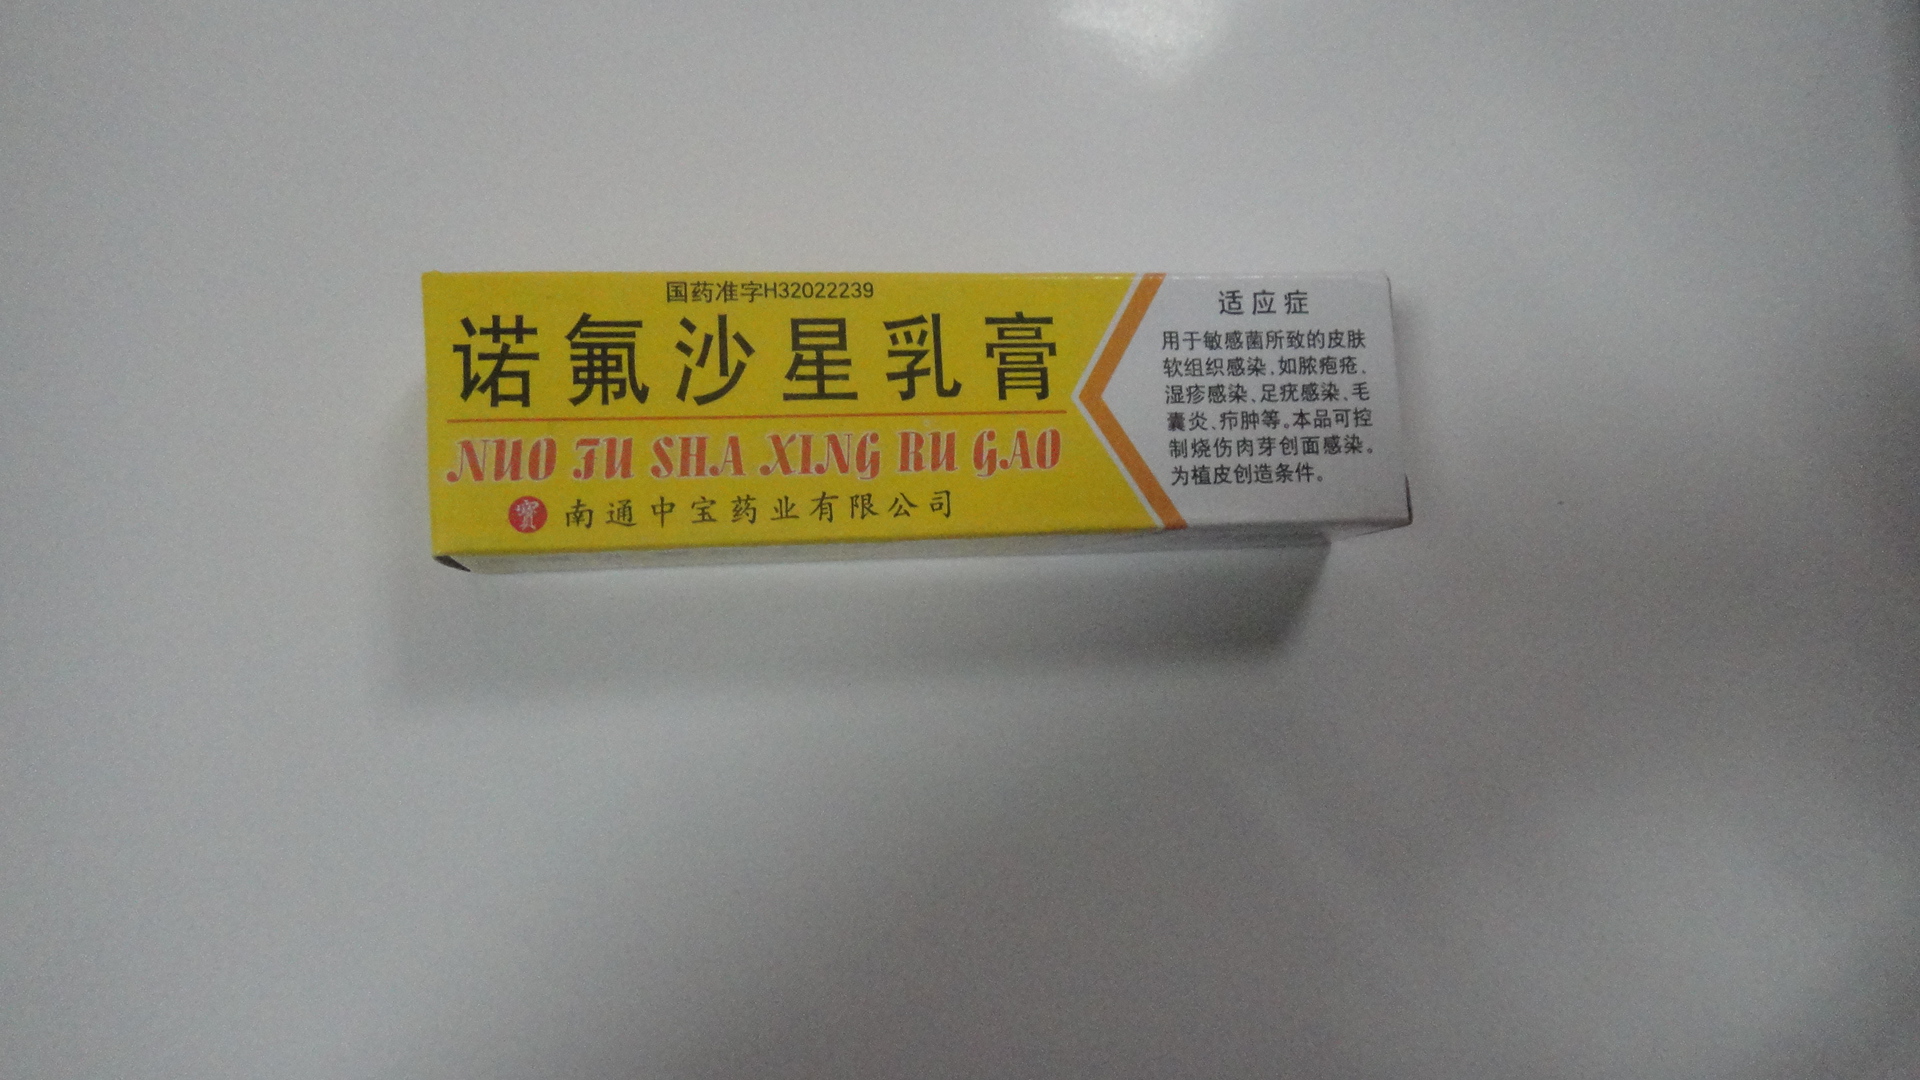 国药准字H32022239
诺氟沙星乳膏
NUO FU SHA XING RU GAO
寳 南通中宝药业有限公司
适应症
用于敏感菌所致的皮肤
软组织感染,如脓疱疮、
湿疹感染、足疣感染、毛
囊炎、疖肿等。本品可控
制烧伤肉芽创面感染。
为植皮创造条件。